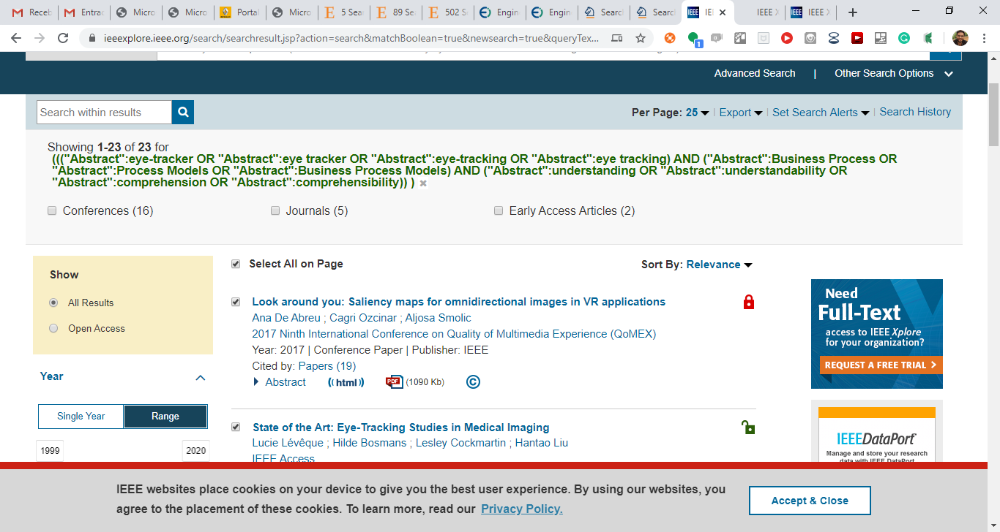 Receb
Entrac
Micro
Micro
Portal
Micro
5 Sea
89 Se
502 S
Engin
Engin
Searc
Searc
IEEE
IEEE X
IEEE X
ieeexplore.ieee.org/search/searchresult.jsp?action=search&matchBoolean=true&newsearch=true&queryTex...
1
Advanced Search | Other Search Options
Search within results
Per Page: 25 | Export | Set Search Alerts | Search History
Showing 1-23 of 23 for
((("Abstract":eye-tracker OR "Abstract":eye tracker OR "Abstract":eye-tracking OR "Abstract":eye tracking) AND ("Abstract":Business Process OR
"Abstract":Process Models OR "Abstract":Business Process Models) AND ("Abstract":understanding OR "Abstract":understandability OR
"Abstract":comprehension OR "Abstract":comprehensibility)) )
Conferences (16)
Journals (5)
Early Access Articles (2)
Show
All Results
Open Access
Year
Single Year
Range
1999
2020
Select All on Page
Sort By: Relevance
Look around you: Saliency maps for omnidirectional images in VR applications
Ana De Abreu ; Cagri Ozcinar ; Aljosa Smolic
2017 Ninth International Conference on Quality of Multimedia Experience (QoMEX)
Year: 2017 | Conference Paper | Publisher: IEEE
Cited by: Papers (19)
Abstract ((html)) PDF (1090 Kb) ©
State of the Art: Eye-Tracking Studies in Medical Imaging
Lucie Lévêque ; Hilde Bosmans ; Lesley Cockmartin ; Hantao Liu
IEEE Access
Need
Full-Text
access to IEEE Xplore
for your organization?
REQUEST A FREE TRIAL >
IEEEDataPort
Manage and store your research
data with IEEE DataPort
IEEE websites place cookies on your device to give you the best user experience. By using our websites, you
agree to the placement of these cookies. To learn more, read our Privacy Policy.
Accept & Close